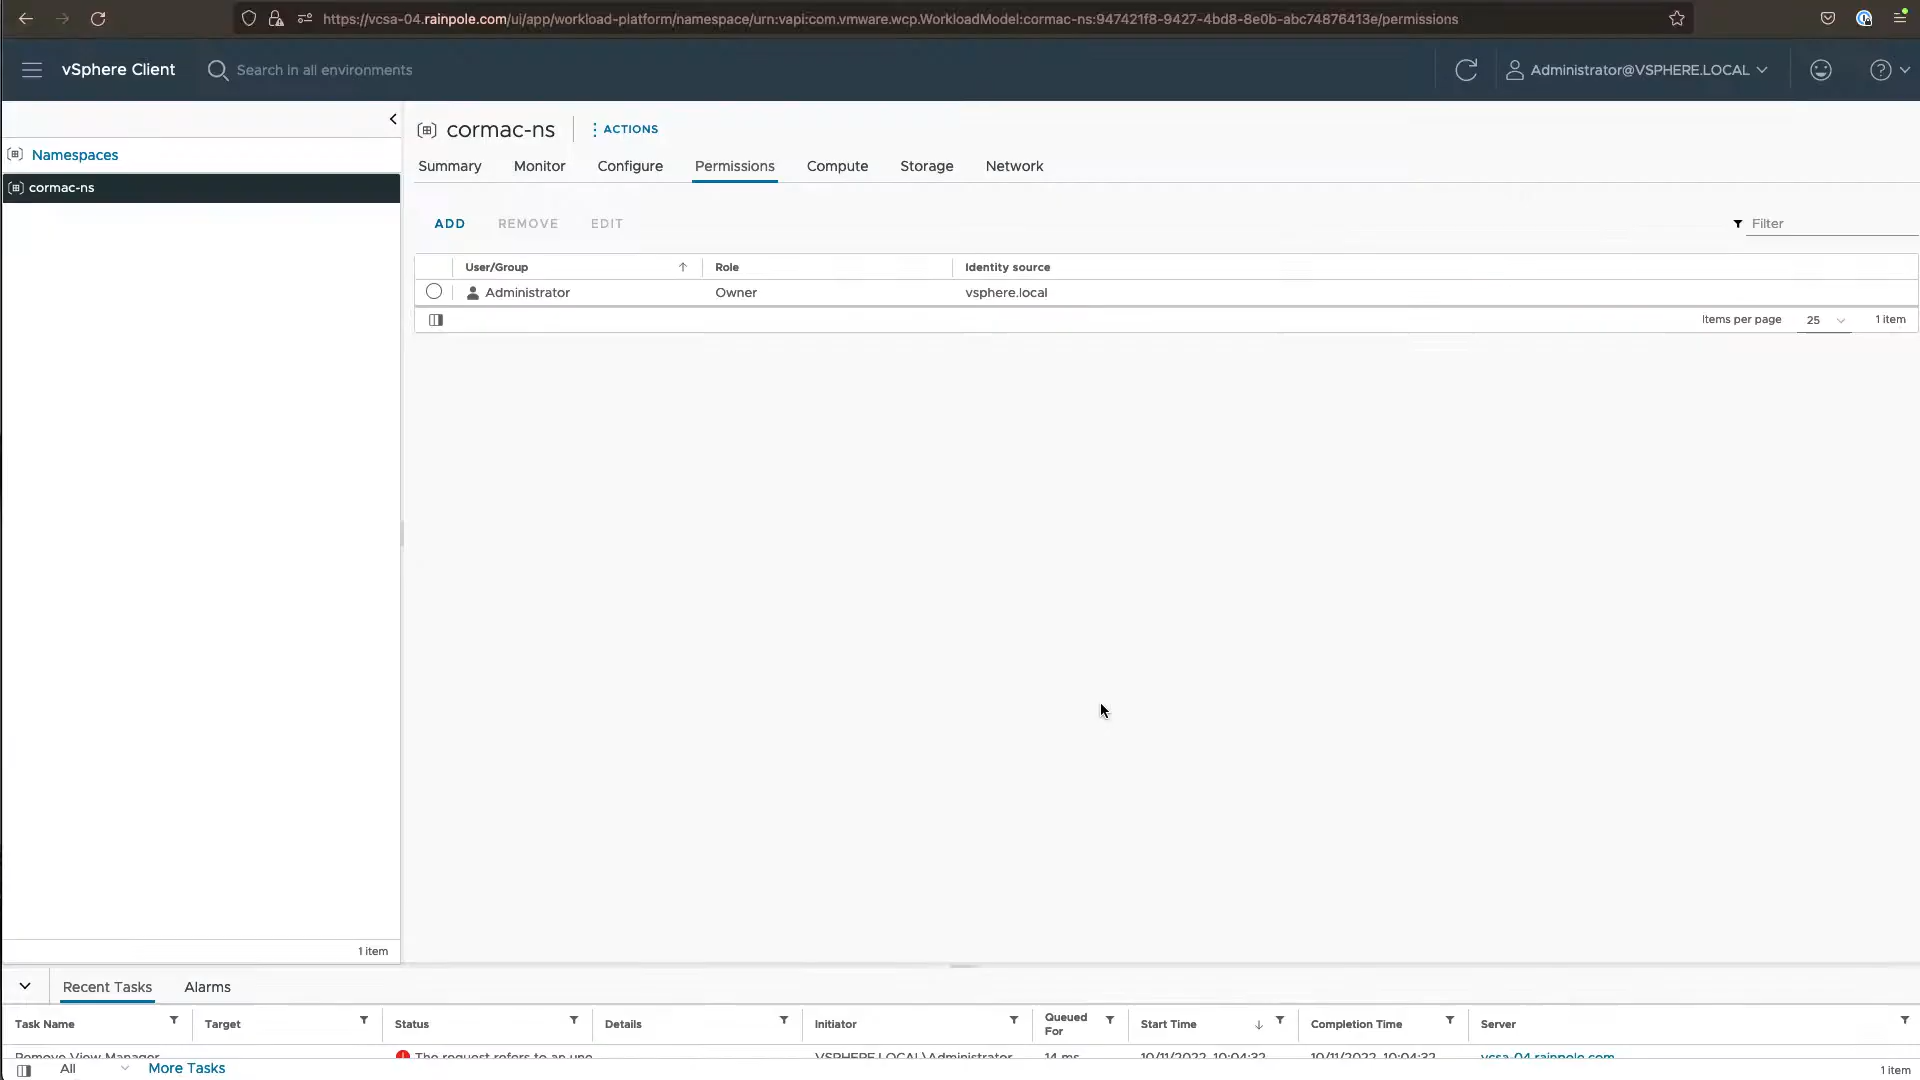 https://vcsa-04.rainpole.com/ui/app/workload-platform/namespace/urn:vapi:com.vmware.wcp.WorkloadModel:cormac-ns:947421f8-9427-4bd8-8e0b-abc74876413e/permissions
vSphere Client
Search in all environments
Administrator@VSPHERE.LOCAL
Namespaces
cormac-ns
1 item
cormac-ns
ACTIONS
Summary Monitor Configure Permissions Compute Storage Network
ADD REMOVE EDIT
Filter
User/Group Role Identity source
Administrator Owner vsphere.local
Items per page 25 1 item
Recent Tasks Alarms
Task Name Target Status Details Initiator Queued For Start Time Completion Time Server
Remove View Manager The request refers to an une VSPHERE.LOCAL\Administrator 14 ms 10/11/2022, 10:04:32 10/11/2022, 10:04:32 vcsa-04.rainpole.com
All More Tasks 1 item